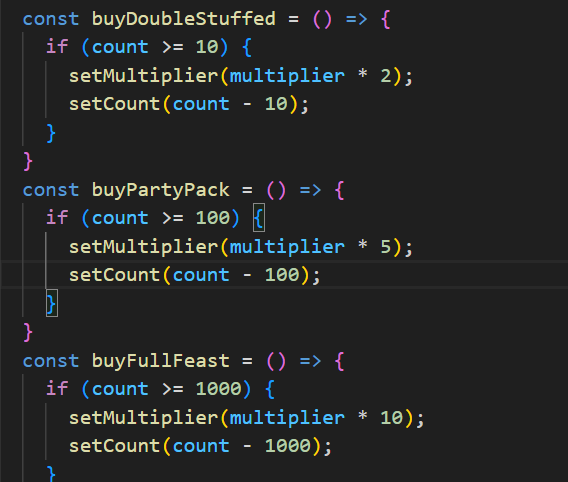 const buyDoubleStuffed = () => {
  if (count >= 10) {
    setMultiplier(multiplier * 2);
    setCount(count - 10);
  }
}
const buyPartyPack = () => {
  if (count >= 100) {
    setMultiplier(multiplier * 5);
    setCount(count - 100);
  }
}
const buyFullFeast = () => {
  if (count >= 1000) {
    setMultiplier(multiplier * 10);
    setCount(count - 1000);
  }